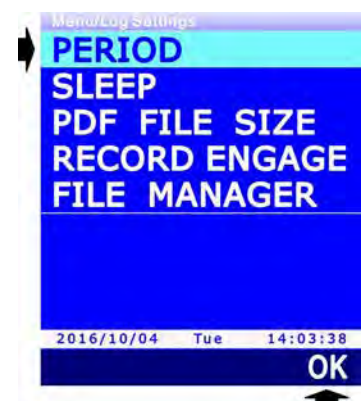 Menu/Log Settings
PERIOD
SLEEP
PDF FILE SIZE
RECORD ENGAGE
FILE MANAGER
2016/10/04 Tue 14:03:38
OK